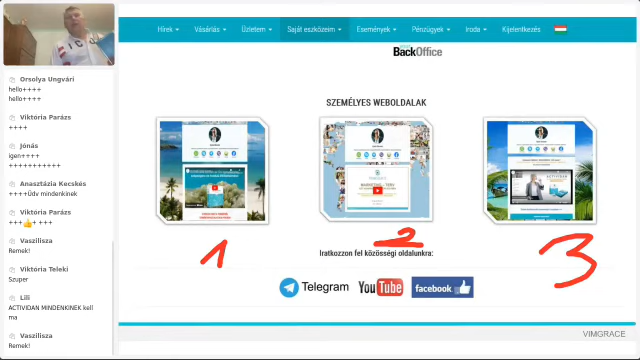 Hírek
Vásárlás
Üzletem
Saját eszközeim
Események
Pénzügyek
Iroda
Kijelentkezés
BackOffice
SZEMÉLYES WEBOLDALAK
1
2
3
Iratkozzon fel közösségi oldalunkra:
Telegram
YouTube
facebook
VIMGRACE
Orsolya Ungvári
hello++++
hello++++
Viktória Parázs
++++
Jónás
igen++++
+++++++++++
Anasztázia Kecskés
++++Üdv mindenkinek
Viktória Parázs
+++👍+ +++
Vaszilisza
Remek!
Viktória Teleki
Szuper
Lili
ACTIVIDAN MINDENKINEK kell
ma
Vaszilisza
Remek!